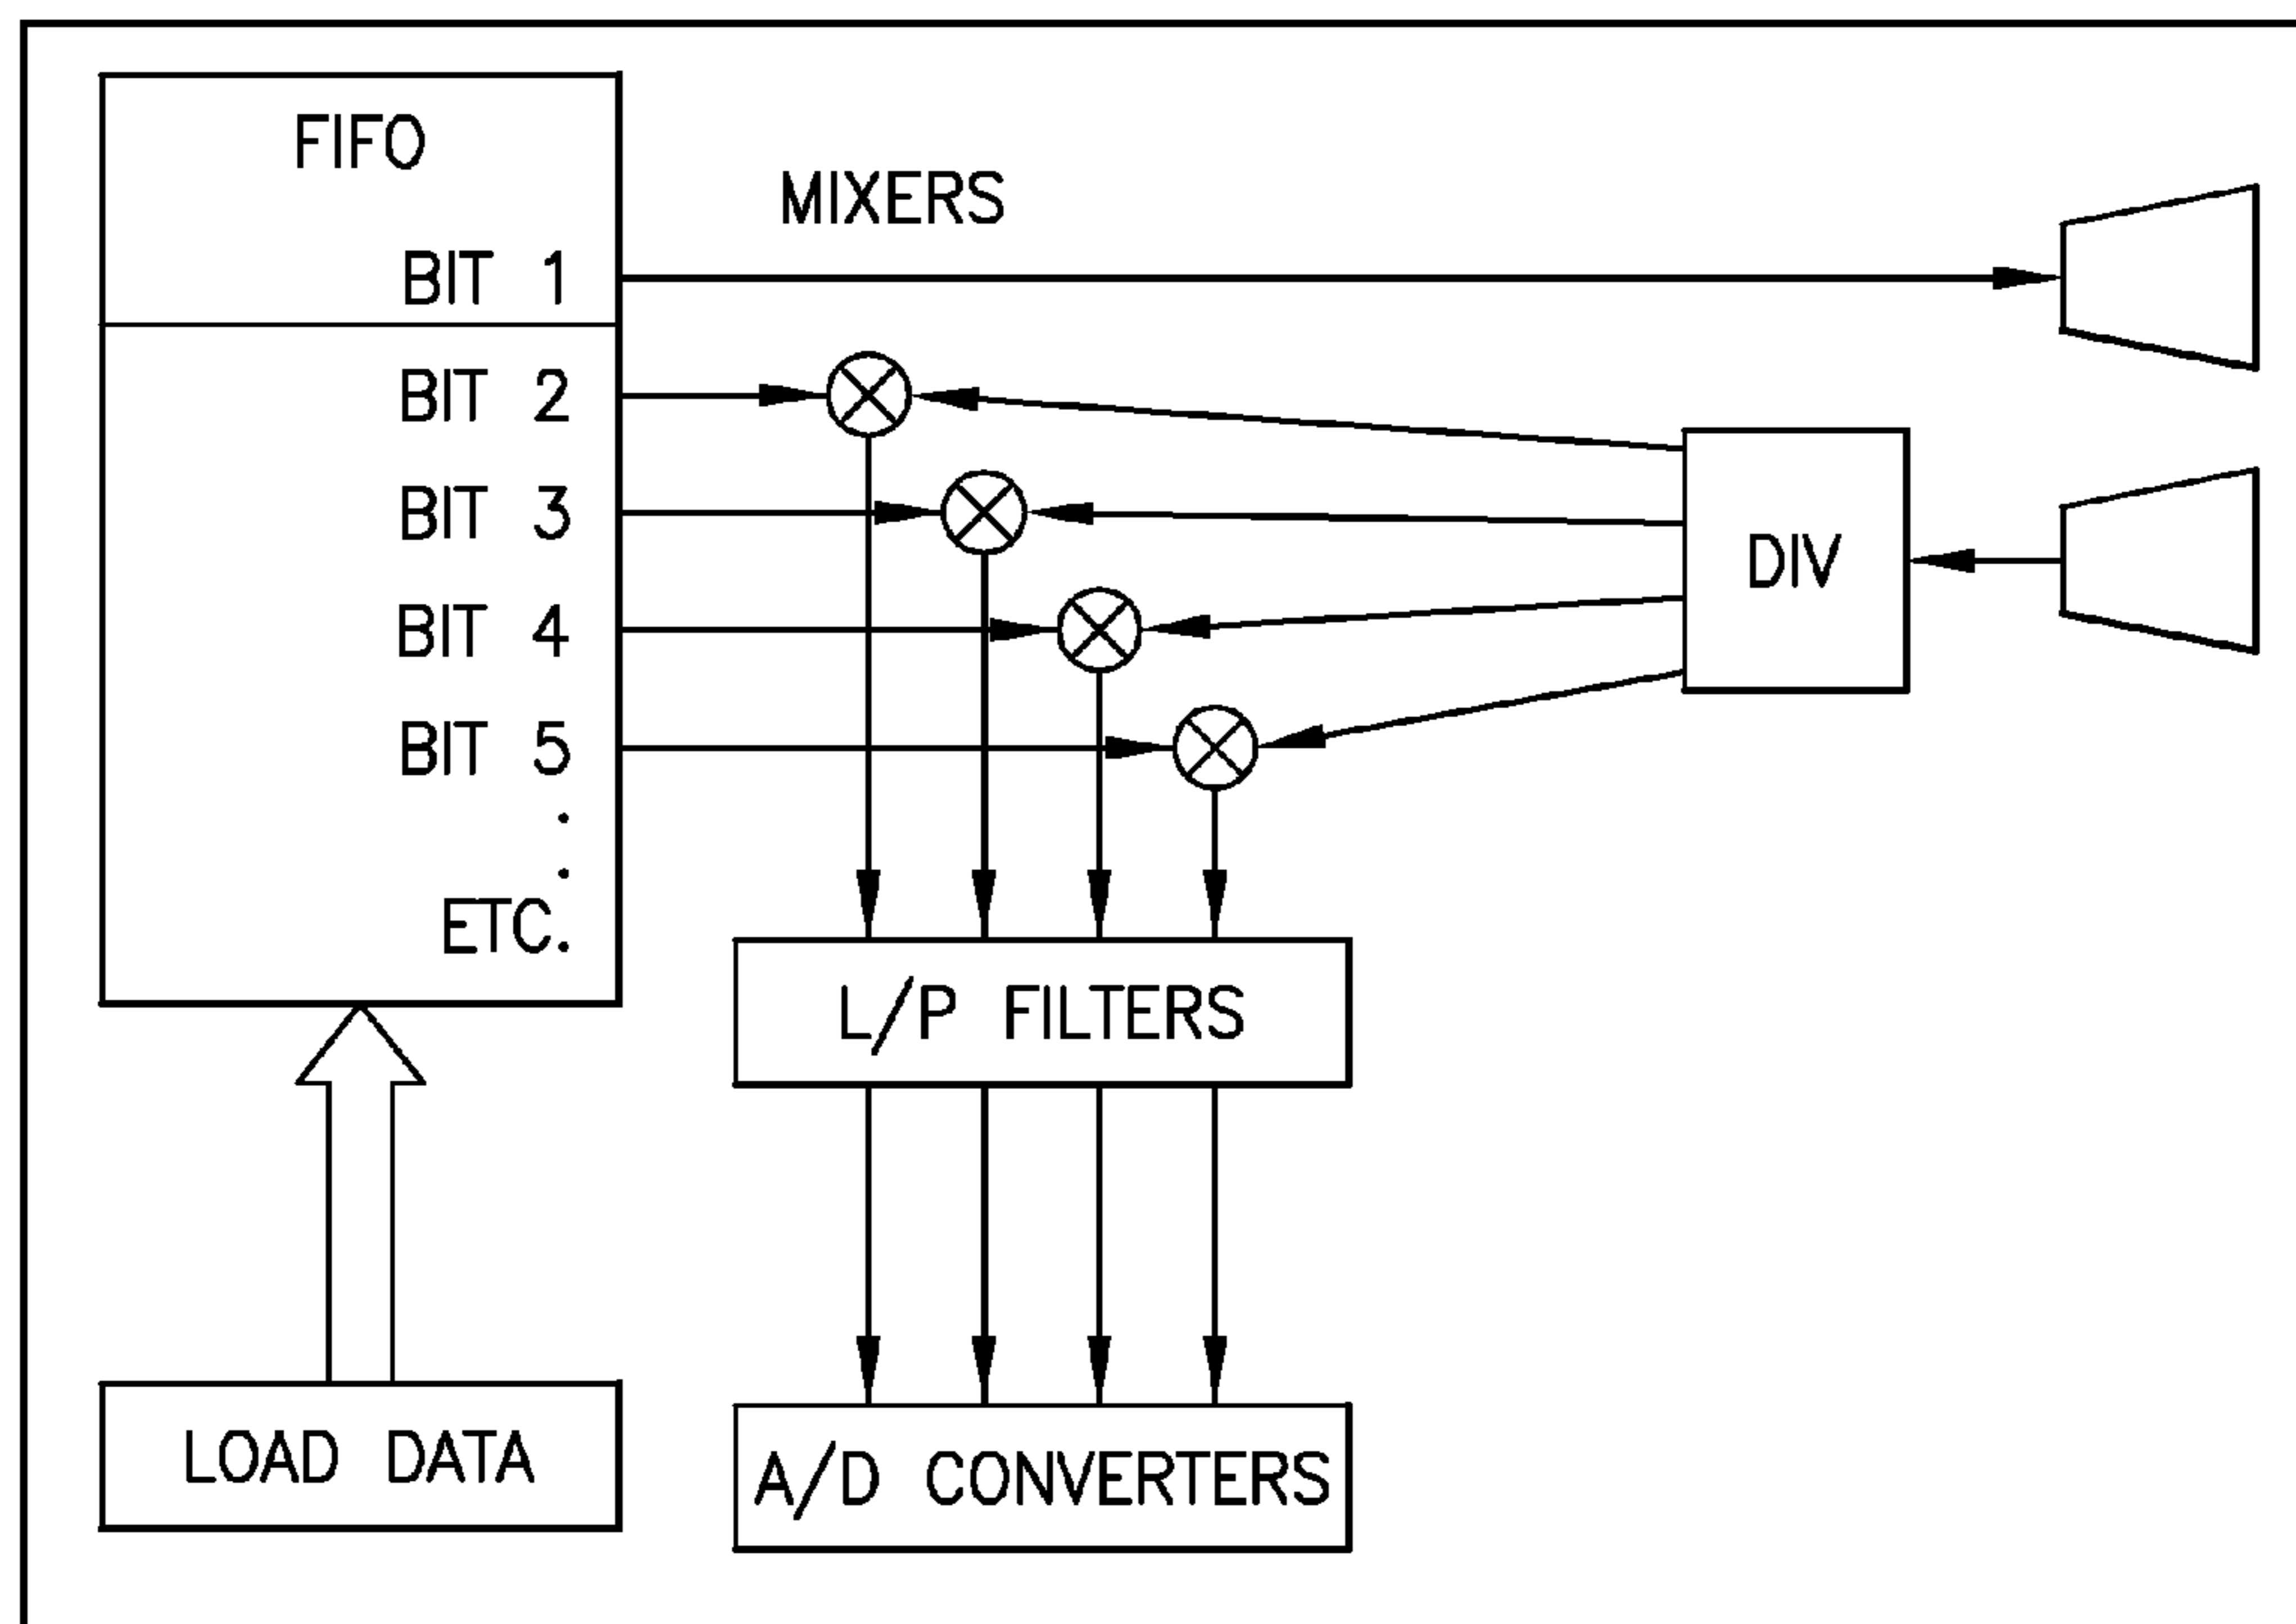 FIFO
MIXERS
BIT 1
BIT 2
BIT 3
BIT 4
BIT 5
.
.
ETC.
DIV
L/P FILTERS
LOAD DATA
A/D CONVERTERS